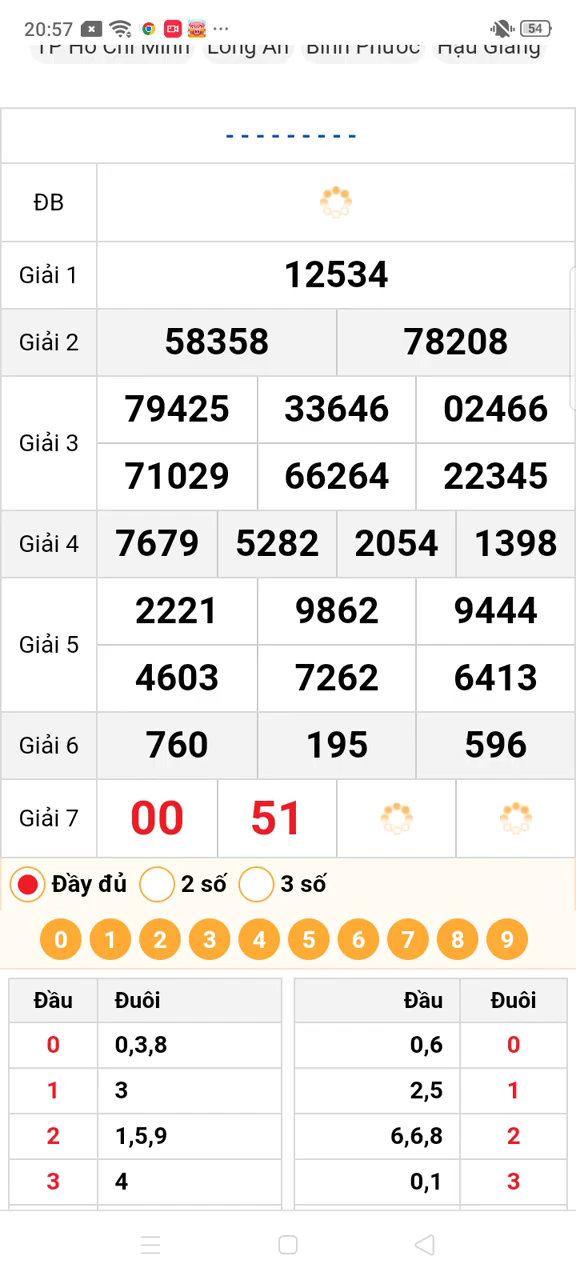 20:57 54
TP Hồ Chí Minh Long An Bình Phước Hậu Giang
---------
ĐB
Giải 1 12534
Giải 2 58358 78208
Giải 3 79425 33646 02466
71029 66264 22345
Giải 4 7679 5282 2054 1398
Giải 5 2221 9862 9444
4603 7262 6413
Giải 6 760 195 596
Giải 7 00 51
Đầy đủ 2 số 3 số
0 1 2 3 4 5 6 7 8 9
Đầu Đuôi Đầu Đuôi
0 0,3,8 0,6 0
1 3 2,5 1
2 1,5,9 6,6,8 2
3 4 0,1 3